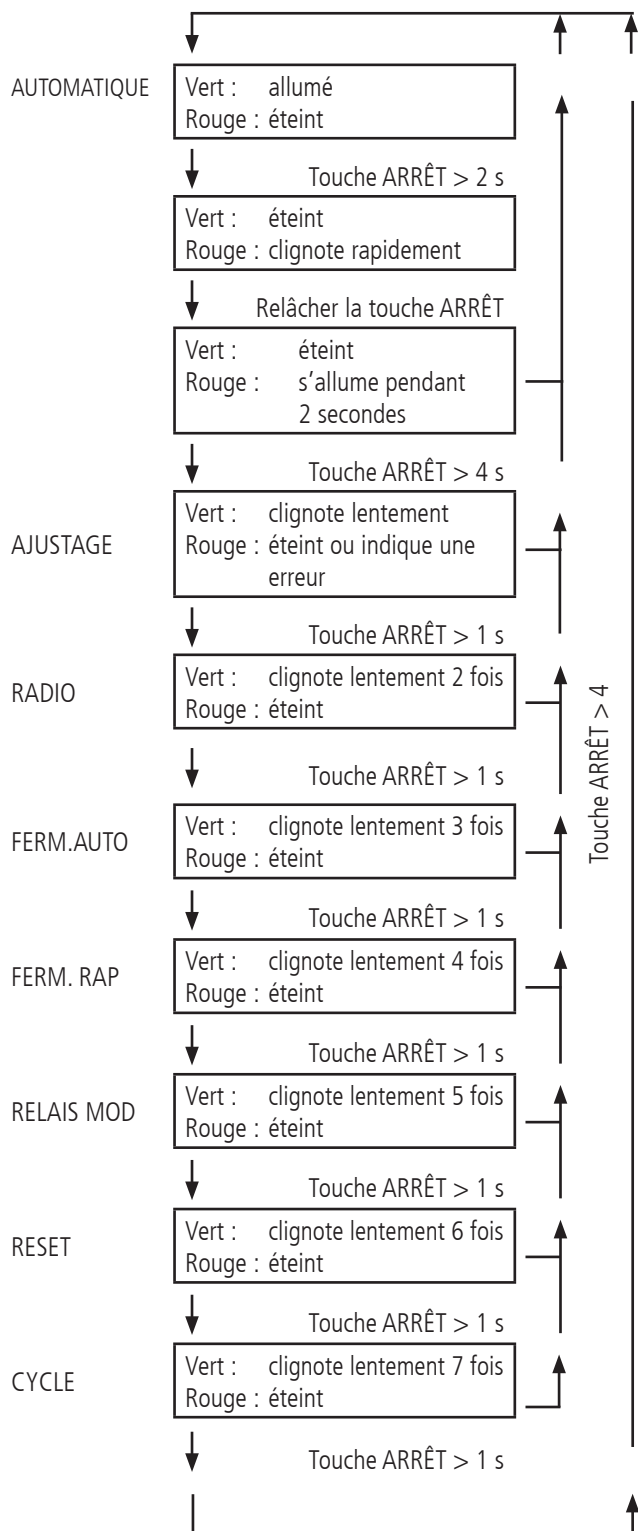 AUTOMATIQUE
Vert : allumé
Rouge : éteint
Touche ARRÊT > 2 s
Vert : éteint
Rouge : clignote rapidement
Relâcher la touche ARRÊT
Vert : éteint
Rouge : s'allume pendant
2 secondes
Touche ARRÊT > 4 s
AJUSTAGE
Vert : clignote lentement
Rouge : éteint ou indique une
erreur
Touche ARRÊT > 1 s
RADIO
Vert : clignote lentement 2 fois
Rouge : éteint
Touche ARRÊT > 1 s
FERM.AUTO
Vert : clignote lentement 3 fois
Rouge : éteint
Touche ARRÊT > 1 s
FERM. RAP
Vert : clignote lentement 4 fois
Rouge : éteint
Touche ARRÊT > 1 s
RELAIS MOD
Vert : clignote lentement 5 fois
Rouge : éteint
Touche ARRÊT > 1 s
RESET
Vert : clignote lentement 6 fois
Rouge : éteint
Touche ARRÊT > 1 s
CYCLE
Vert : clignote lentement 7 fois
Rouge : éteint
Touche ARRÊT > 1 s
Touche ARRÊT > 4